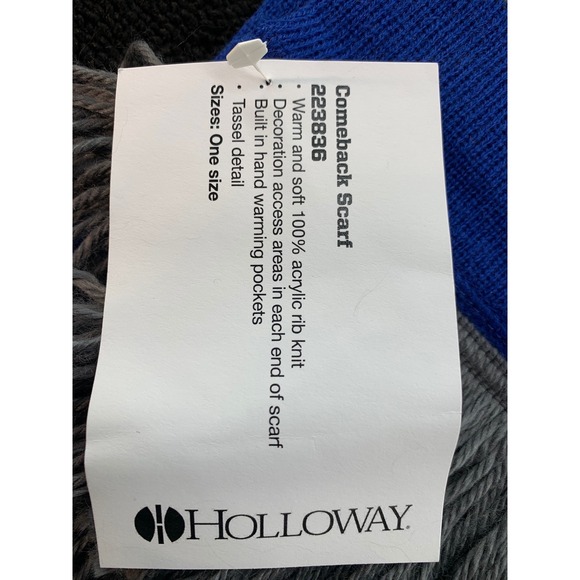 Comeback Scarf
223836
• Warm and soft 100% acrylic rib knit
• Decoration access areas in each end of scarf
• Built in hand warming pockets
• Tassel detail
Sizes: One size
HOLLOWAY®